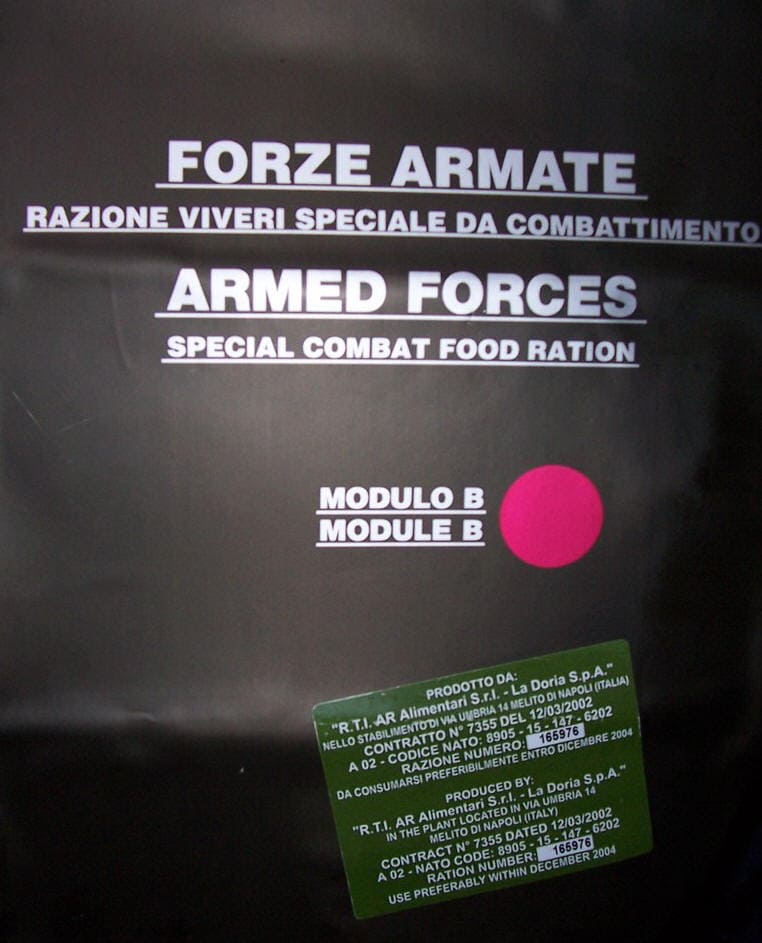 FORZE ARMATE
RAZIONE VIVERI SPECIALE DA COMBATTIMENTO
ARMED FORCES
SPECIAL COMBAT FOOD RATION
MODULO B
MODULE B
PRODOTTO DA:
"R.T.I. AR Alimentari S.r.l. - La Doria S.p.A."
NELLO STABILIMENTO DI VIA UMBRIA 14 MELITO DI NAPOLI (ITALIA)
CONTRATTO N° 7355 DEL 12/03/2002
A 02 - CODICE NATO: 8905 - 15 - 147 - 6202
RAZIONE NUMERO: 165976
DA CONSUMARSI PREFERIBILMENTE ENTRO DICEMBRE 2004
PRODUCED BY:
"R.T.I. AR Alimentari S.r.l. - La Doria S.p.A."
IN THE PLANT LOCATED IN VIA UMBRIA 14
MELITO DI NAPOLI (ITALY)
CONTRACT N° 7355 DATED 12/03/2002
A 02 - NATO CODE: 8905 - 15 - 147 - 6202
RATION NUMBER: 165976
USE PREFERABLY WITHIN DECEMBER 2004